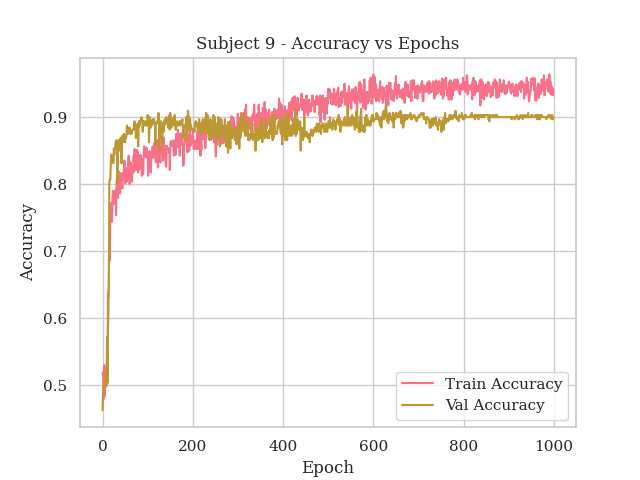 Subject 9 - Accuracy vs Epochs
Accuracy
0.9
0.8
0.7
0.6
0.5
Train Accuracy
Val Accuracy
0 200 400 600 800 1000
Epoch